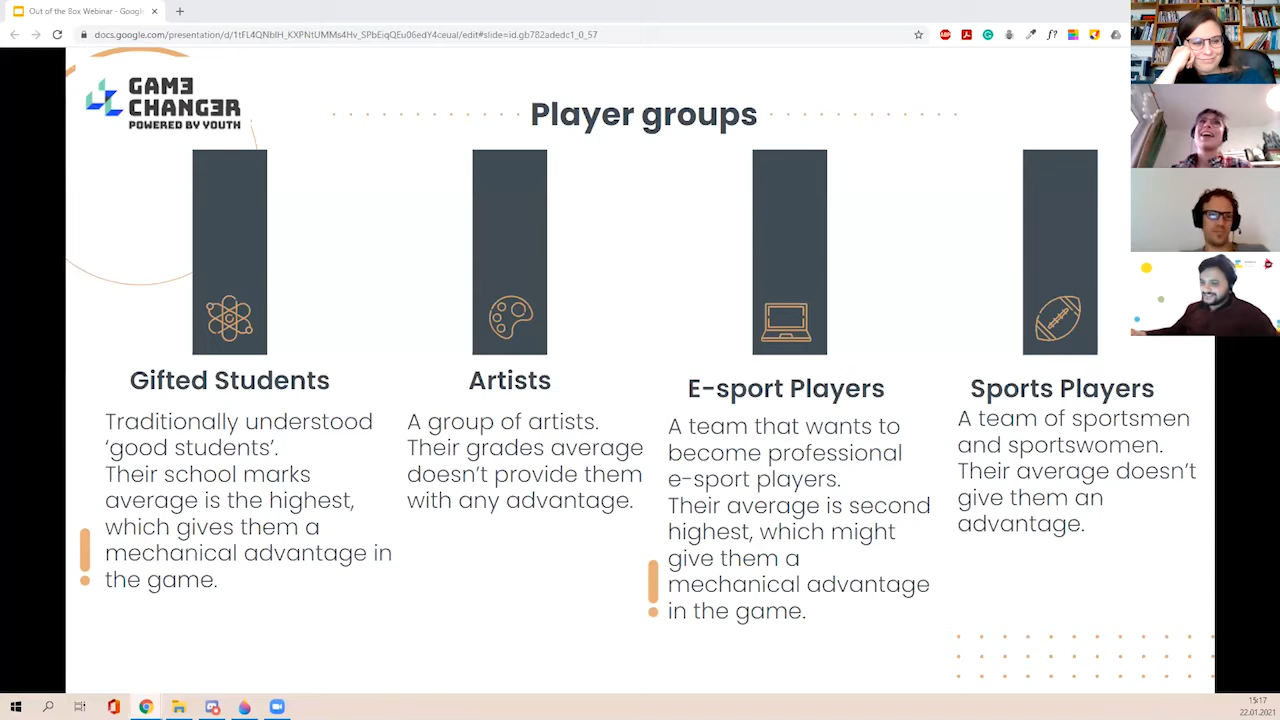 Out of the Box Webinar - Googl
docs.google.com/presentation/d/1tFL4QNbIH_KXPNtUMMs4Hv_SPbEiqQEu06edY4ceuaI/edit#slide=id.gb782adedc1_0_57
GAME
CHANGER
POWERED BY YOUTH
Player groups
Gifted Students
Traditionally understood
‘good students’.
Their school marks
average is the highest,
which gives them a
mechanical advantage in
the game.
Artists
A group of artists.
Their grades average
doesn’t provide them
with any advantage.
E-sport Players
A team that wants to
become professional
e-sport players.
Their average is second
highest, which might
give them a
mechanical advantage
in the game.
Sports Players
A team of sportsmen
and sportswomen.
Their average doesn’t
give them an
advantage.
15:17
22.01.2021